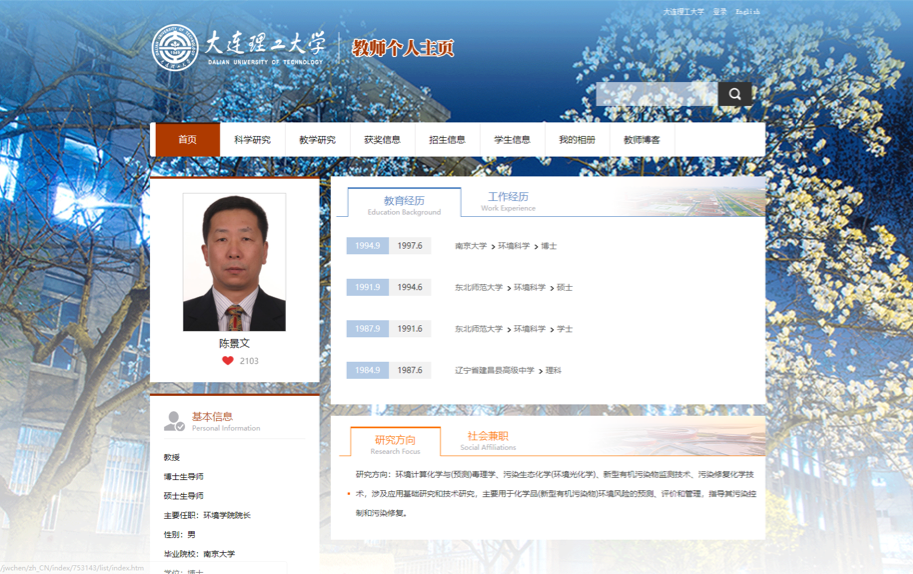 大连理工大学 登录 English
大连理工大学
DALIAN UNIVERSITY OF TECHNOLOGY
教师个人主页
首页 科学研究 教学研究 获奖信息 招生信息 学生信息 我的相册 教师博客
陈景文
2103
基本信息
Personal Information
教授
博士生导师
硕士生导师
主要任职：环境学院院长
性别：男
毕业院校：南京大学
学位：博士
教育经历 工作经历
Education Background Work Experience
1994.9 1997.6 南京大学 > 环境科学 > 博士
1991.9 1994.6 东北师范大学 > 环境科学 > 硕士
1987.9 1991.6 东北师范大学 > 环境科学 > 学士
1984.9 1987.6 辽宁省建昌县高级中学 > 理科
研究方向 社会兼职
Research Focus Social Affiliations
研究方向：环境计算化学与(预测)毒理学、污染生态化学(环境光化学)、新型有机污染物监测技术、污染修复化学技
术，涉及应用基础研究和技术研究，主要用于化学品(新型有机污染物)环境风险的预测、评价和管理，指导其污染控
制和污染修复。
/jwchen/zh_CN/index/753143/list/index.htm